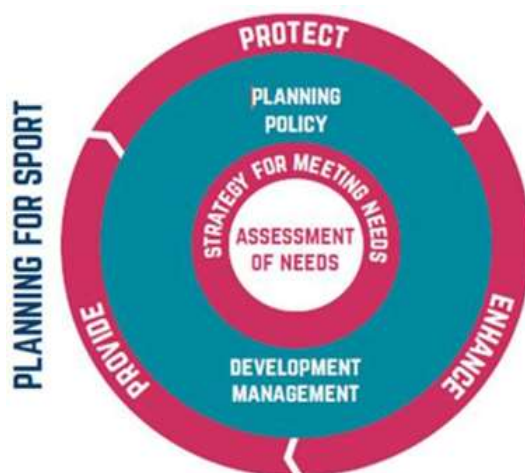 PLANNING FOR SPORT
PROTECT
PLANNING
POLICY
STRATEGY FOR MEETING NEEDS
ASSESSMENT
OF NEEDS
DEVELOPMENT
MANAGEMENT
PROVIDE
ENHANCE